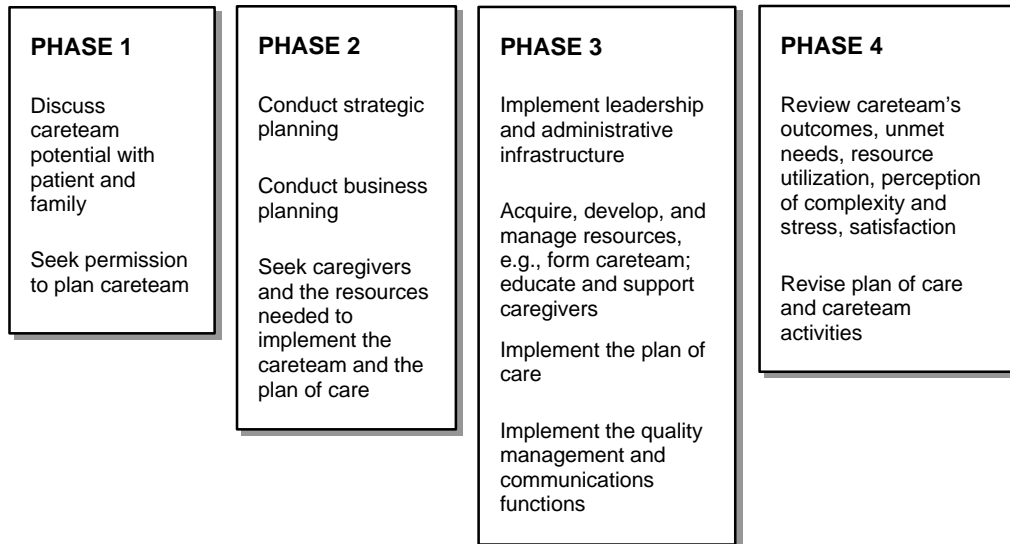 PHASE 1
Discuss
careteam
potential with
patient and
family
Seek permission
to plan careteam
PHASE 2
Conduct strategic
planning
Conduct business
planning
Seek caregivers
and the resources
needed to
implement the
careteam and the
plan of care
PHASE 3
Implement leadership
and administrative
infrastructure
Acquire, develop, and
manage resources,
e.g., form careteam;
educate and support
caregivers
Implement the plan of
care
Implement the quality
management and
communications
functions
PHASE 4
Review careteam's
outcomes, unmet
needs, resource
utilization, perception
of complexity and
stress, satisfaction
Revise plan of care
and careteam
activities